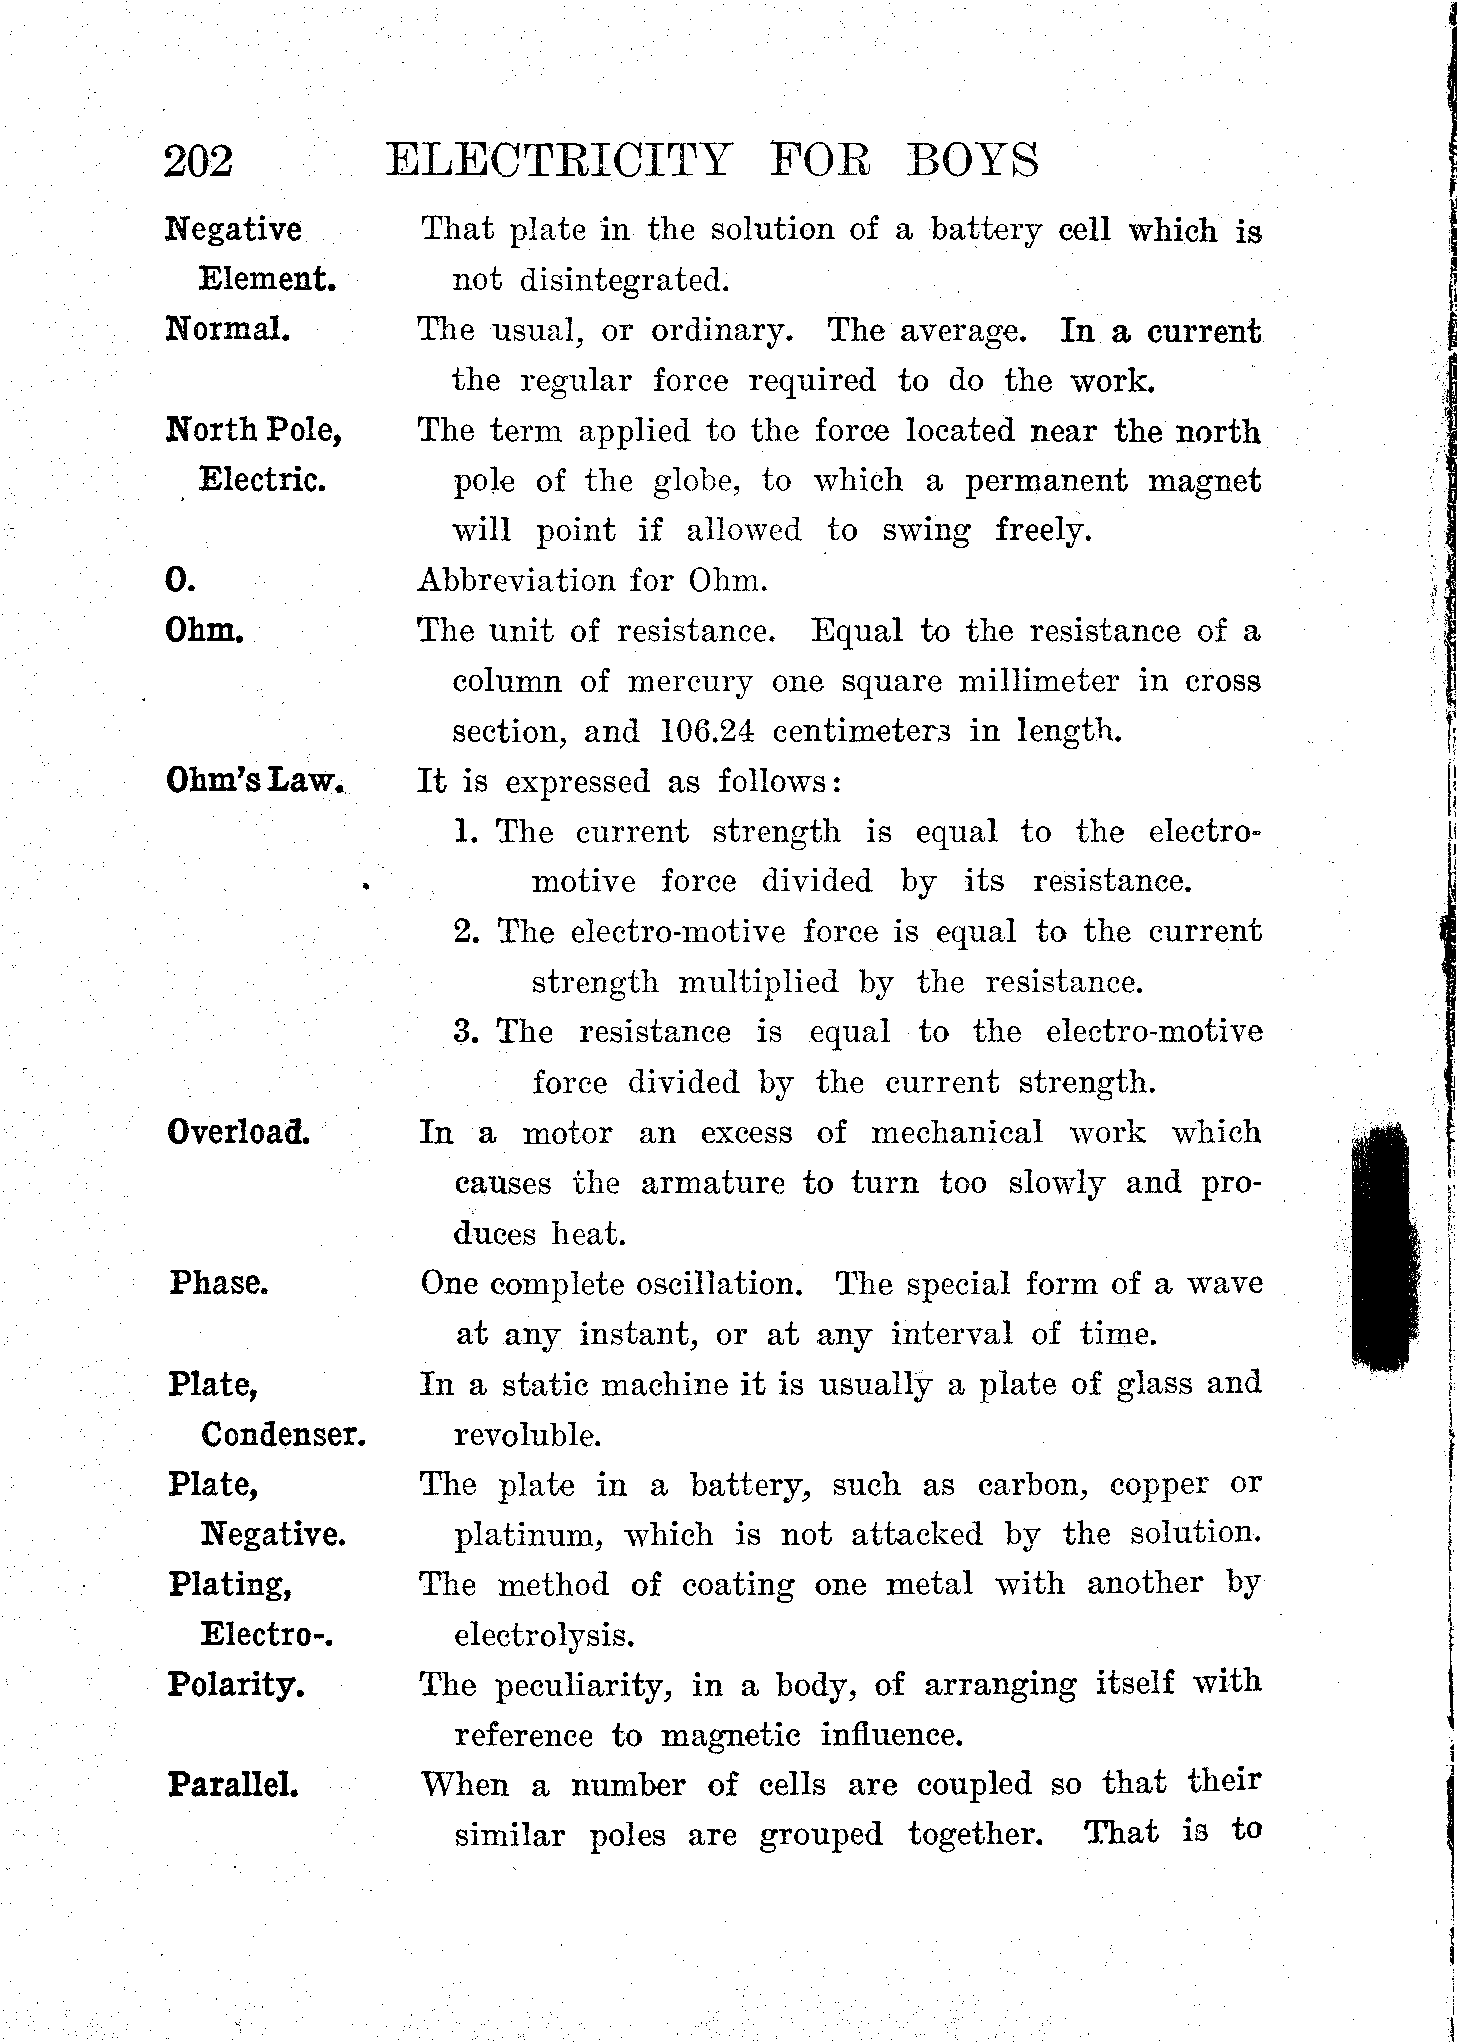 202 ELECTRICITY FOR BOYS
Negative That plate in the solution of a battery cell which is
Element. not disintegrated.
Normal. The usual, or ordinary. The average. In a current
the regular force required to do the work.
North Pole, The term applied to the force located near the north
Electric. pole of the globe, to which a permanent magnet
will point if allowed to swing freely.
O. Abbreviation for Ohm.
Ohm. The unit of resistance. Equal to the resistance of a
column of mercury one square millimeter in cross
section, and 106.24 centimeters in length.
Ohm's Law. It is expressed as follows:
1. The current strength is equal to the electro-
motive force divided by its resistance.
2. The electro-motive force is equal to the current
strength multiplied by the resistance.
3. The resistance is equal to the electro-motive
force divided by the current strength.
Overload. In a motor an excess of mechanical work which
causes the armature to turn too slowly and pro-
duces heat.
Phase. One complete oscillation. The special form of a wave
at any instant, or at any interval of time.
Plate, In a static machine it is usually a plate of glass and
Condenser. revoluble.
Plate, The plate in a battery, such as carbon, copper or
Negative. platinum, which is not attacked by the solution.
Plating, The method of coating one metal with another by
Electro-. electrolysis.
Polarity. The peculiarity, in a body, of arranging itself with
reference to magnetic influence.
Parallel. When a number of cells are coupled so that their
similar poles are grouped together. That is to